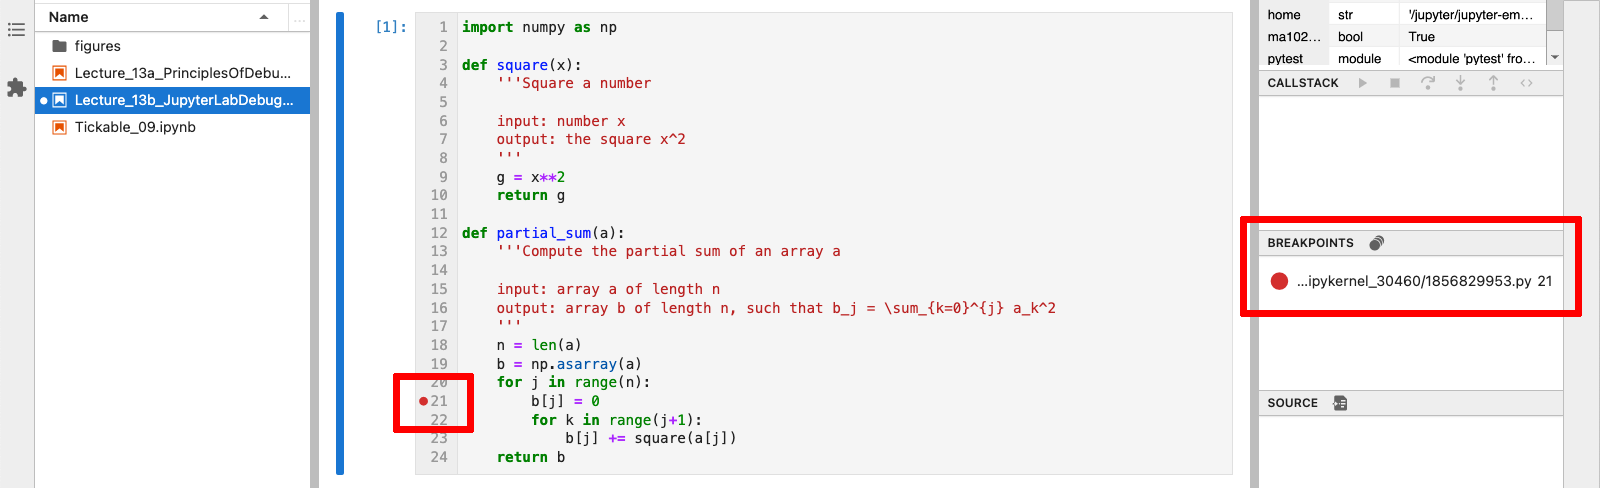 Name
...
figures
Lecture_13a_PrinciplesOfDebu...
Lecture_13b_JupyterLabDebug...
Tickable_09.ipynb
[1]:
1 import numpy as np
2
3 def square(x):
4     '''Square a number
5
6     input: number x
7     output: the square x^2
8     '''
9     g = x**2
10     return g
11
12 def partial_sum(a):
13     '''Compute the partial sum of an array a
14
15     input: array a of length n
16     output: array b of length n, such that b_j = \sum_{k=0}^{j} a_k^2
17     '''
18     n = len(a)
19     b = np.asarray(a)
20     for j in range(n):
21         b[j] = 0
22         for k in range(j+1):
23             b[j] += square(a[j])
24     return b
home str '/jupyter/jupyter-em...
ma102... bool True
pytest module <module 'pytest' fro...
CALLSTACK
BREAKPOINTS
...ipykernel_30460/1856829953.py 21
SOURCE